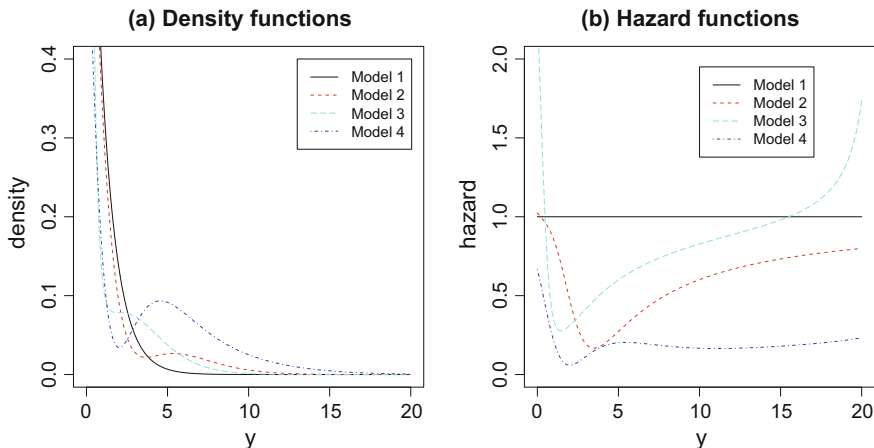 (a) Density functions
density
0.0
0.1
0.2
0.3
0.4
Model 1
Model 2
Model 3
Model 4
0
5
10
15
20
y
(b) Hazard functions
hazard
0.0
0.5
1.0
1.5
2.0
Model 1
Model 2
Model 3
Model 4
0
5
10
15
20
y